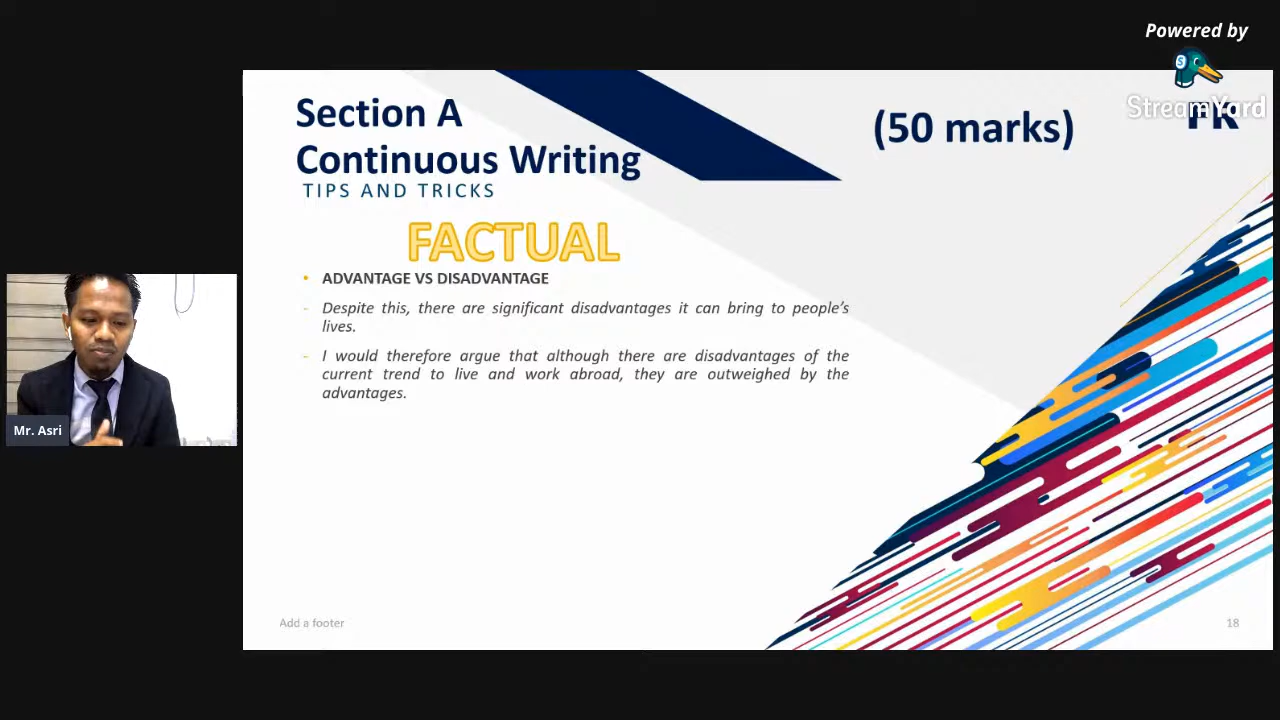 Powered by
StreamYard
Section A
Continuous Writing
TIPS AND TRICKS
(50 marks)
FACTUAL
• ADVANTAGE VS DISADVANTAGE
- Despite this, there are significant disadvantages it can bring to people's
lives.
- I would therefore argue that although there are disadvantages of the
current trend to live and work abroad, they are outweighed by the
advantages.
Mr. Asri
Add a footer
18